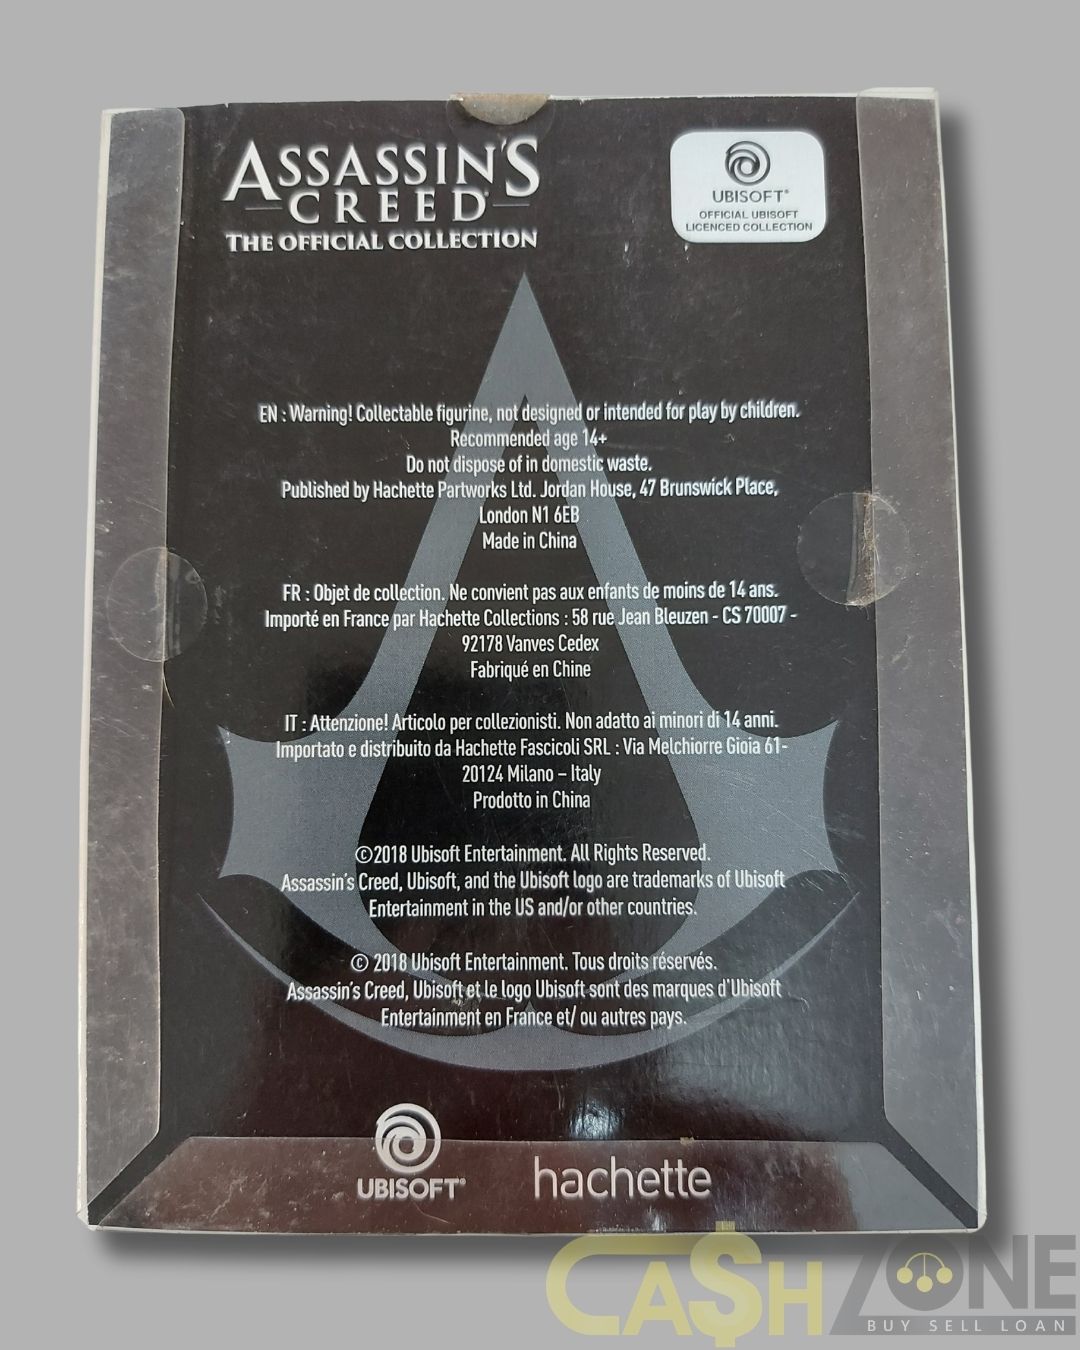 ASSASSIN'S
CREED®
THE OFFICIAL COLLECTION
UBISOFT®
OFFICIAL UBISOFT
LICENCED COLLECTION
EN : Warning! Collectable figurine, not designed or intended for play by children.
Recommended age 14+
Do not dispose of in domestic waste.
Published by Hachette Partworks Ltd. Jordan House, 47 Brunswick Place,
London N1 6EB
Made in China
FR : Objet de collection. Ne convient pas aux enfants de moins de 14 ans.
Importé en France par Hachette Collections : 58 rue Jean Bleuzen - CS 70007 -
92178 Vanves Cedex
Fabriqué en Chine
IT : Attenzione! Articolo per collezionisti. Non adatto ai minori di 14 anni.
Importato e distribuito da Hachette Fascicoli SRL : Via Melchiorre Gioia 61-
20124 Milano – Italy
Prodotto in China
©2018 Ubisoft Entertainment. All Rights Reserved.
Assassin's Creed, Ubisoft, and the Ubisoft logo are trademarks of Ubisoft
Entertainment in the US and/or other countries.
© 2018 Ubisoft Entertainment. Tous droits réservés.
Assassin's Creed, Ubisoft et le logo Ubisoft sont des marques d'Ubisoft
Entertainment en France et/ ou autres pays.
UBISOFT®
hachette
CA$HZONE
BUY SELL LOAN